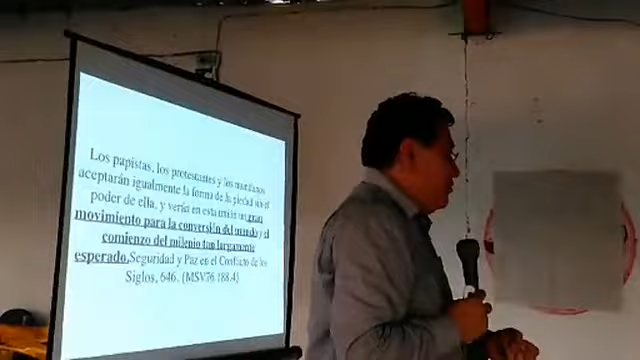 Los papistas, los protestantes y los mundanos
aceptarán igualmente la forma de la piedad sin el
poder de ella, y verán en esta unión un gran
movimiento para la conversión del mundo y el
comienzo del milenio tan largamente
esperado.Seguridad y Paz en el Conflicto de los
Siglos, 646. (MSV76 188.4)